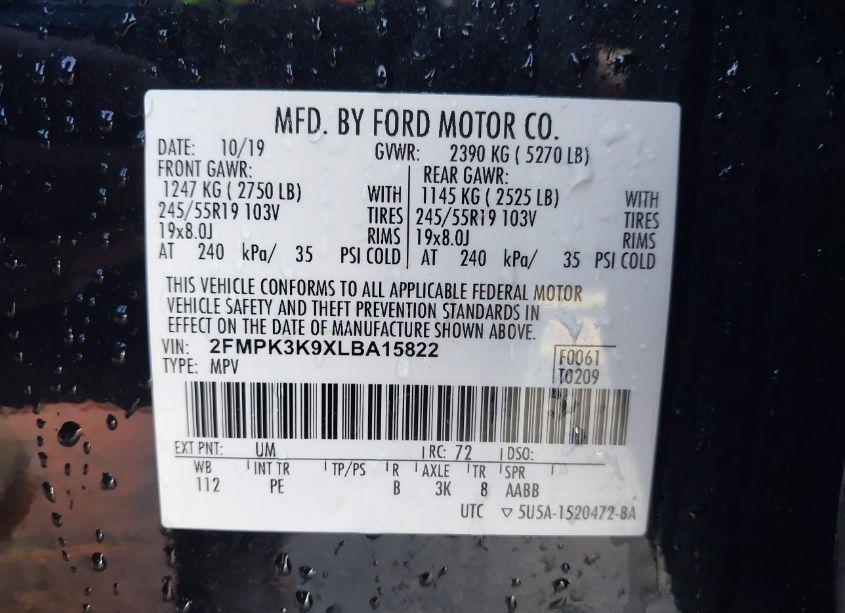 MFD. BY FORD MOTOR CO.
DATE: 10/19 GVWR: 2390 KG ( 5270 LB)
FRONT GAWR: REAR GAWR:
1247 KG ( 2750 LB) WITH 1145 KG ( 2525 LB) WITH
245/55R19 103V TIRES 245/55R19 103V TIRES
19x8.0J RIMS 19x8.0J RIMS
AT 240 kPa/ 35 PSI COLD AT 240 kPa/ 35 PSI COLD
THIS VEHICLE CONFORMS TO ALL APPLICABLE FEDERAL MOTOR
VEHICLE SAFETY AND THEFT PREVENTION STANDARDS IN
EFFECT ON THE DATE OF MANUFACTURE SHOWN ABOVE.
VIN: 2FMPK3K9XLBA15822
F0061
TYPE: MPV
T0209
EXT PNT: UM RC: 72 DSO:
WB INT TR TP/PS R AXLE TR SPR
112 PE B 3K 8 AABB
UTC ▽ 5U5A-1520472-BA